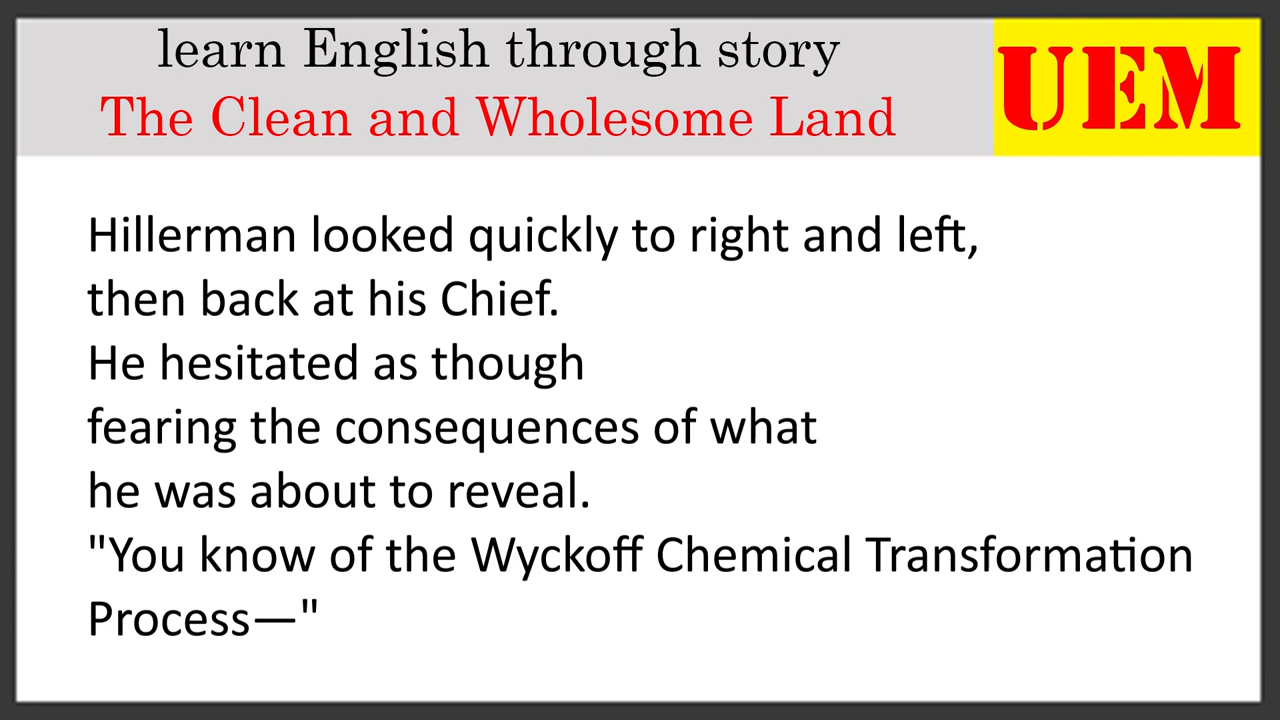 learn English through story
The Clean and Wholesome Land
UEM
Hillerman looked quickly to right and left,
then back at his Chief.
He hesitated as though
fearing the consequences of what
he was about to reveal.
"You know of the Wyckoff Chemical Transformation
Process—"